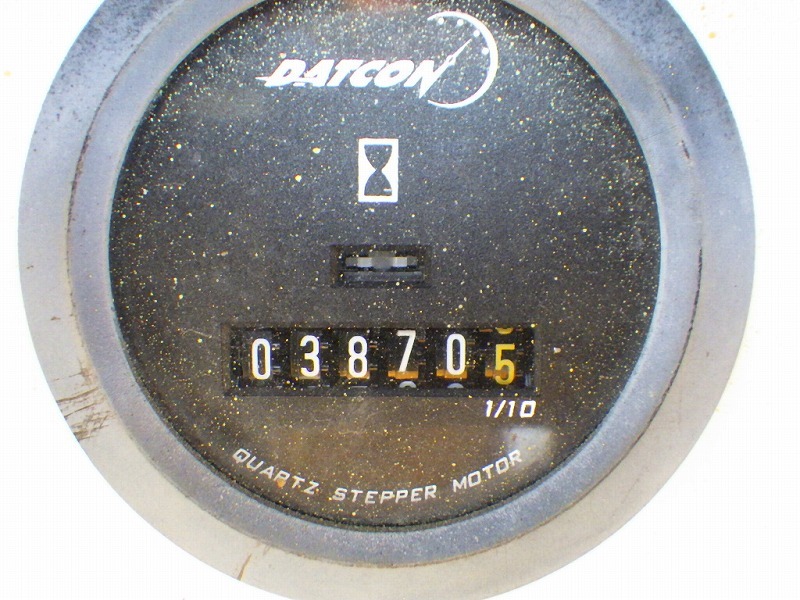 DATCON
038705
1/10
QUARTZ STEPPER MOTOR